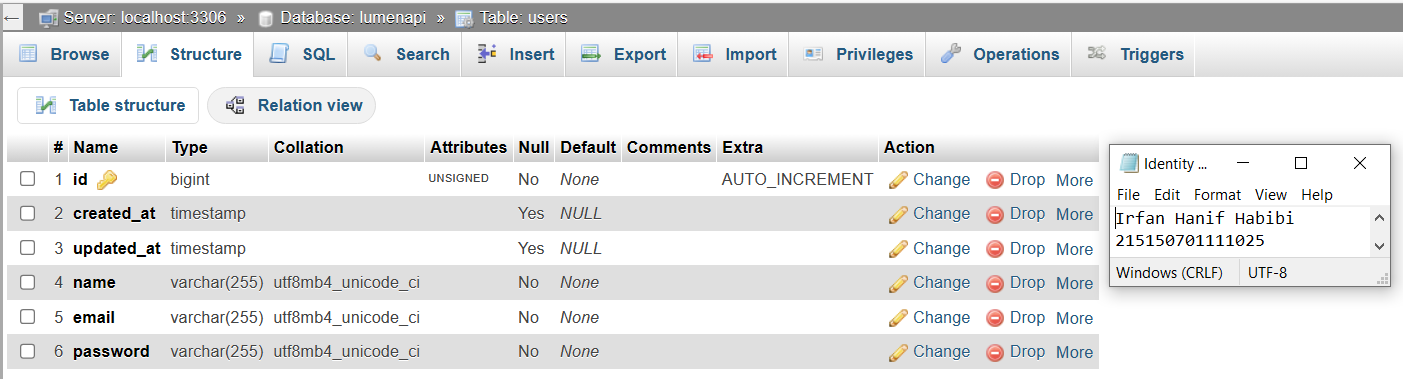 ← Server: localhost:3306 » Database: lumenapi » Table: users
Browse Structure SQL Search Insert Export Import Privileges Operations Triggers
Table structure Relation view
# Name Type Collation Attributes Null Default Comments Extra Action
1 id bigint UNSIGNED No None AUTO_INCREMENT Change Drop More
2 created_at timestamp Yes NULL Change Drop More
3 updated_at timestamp Yes NULL Change Drop More
4 name varchar(255) utf8mb4_unicode_ci No None Change Drop More
5 email varchar(255) utf8mb4_unicode_ci No None Change Drop More
6 password varchar(255) utf8mb4_unicode_ci No None Change Drop More
Identity ...
File Edit Format View Help
Irfan Hanif Habibi
215150701111025
Windows (CRLF) UTF-8